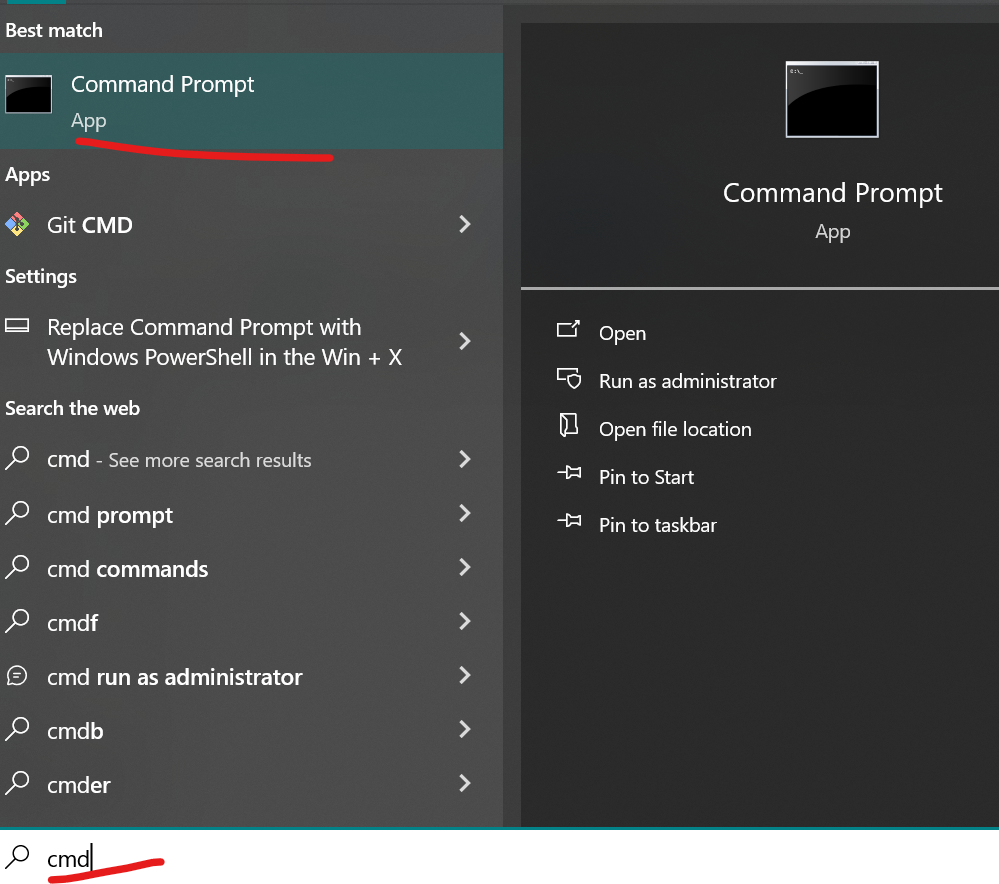 Best match
Command Prompt
App
Apps
Git CMD
Settings
Replace Command Prompt with
Windows PowerShell in the Win + X
Search the web
cmd - See more search results
cmd prompt
cmd commands
cmdf
cmd run as administrator
cmdb
cmder
cmd
Command Prompt
App
Open
Run as administrator
Open file location
Pin to Start
Pin to taskbar